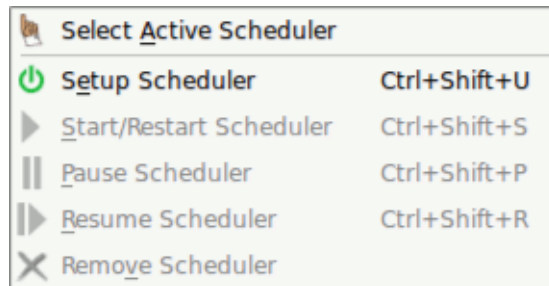 Select Active Scheduler
Setup Scheduler Ctrl+Shift+U
Start/Restart Scheduler Ctrl+Shift+S
Pause Scheduler Ctrl+Shift+P
Resume Scheduler Ctrl+Shift+R
Remove Scheduler